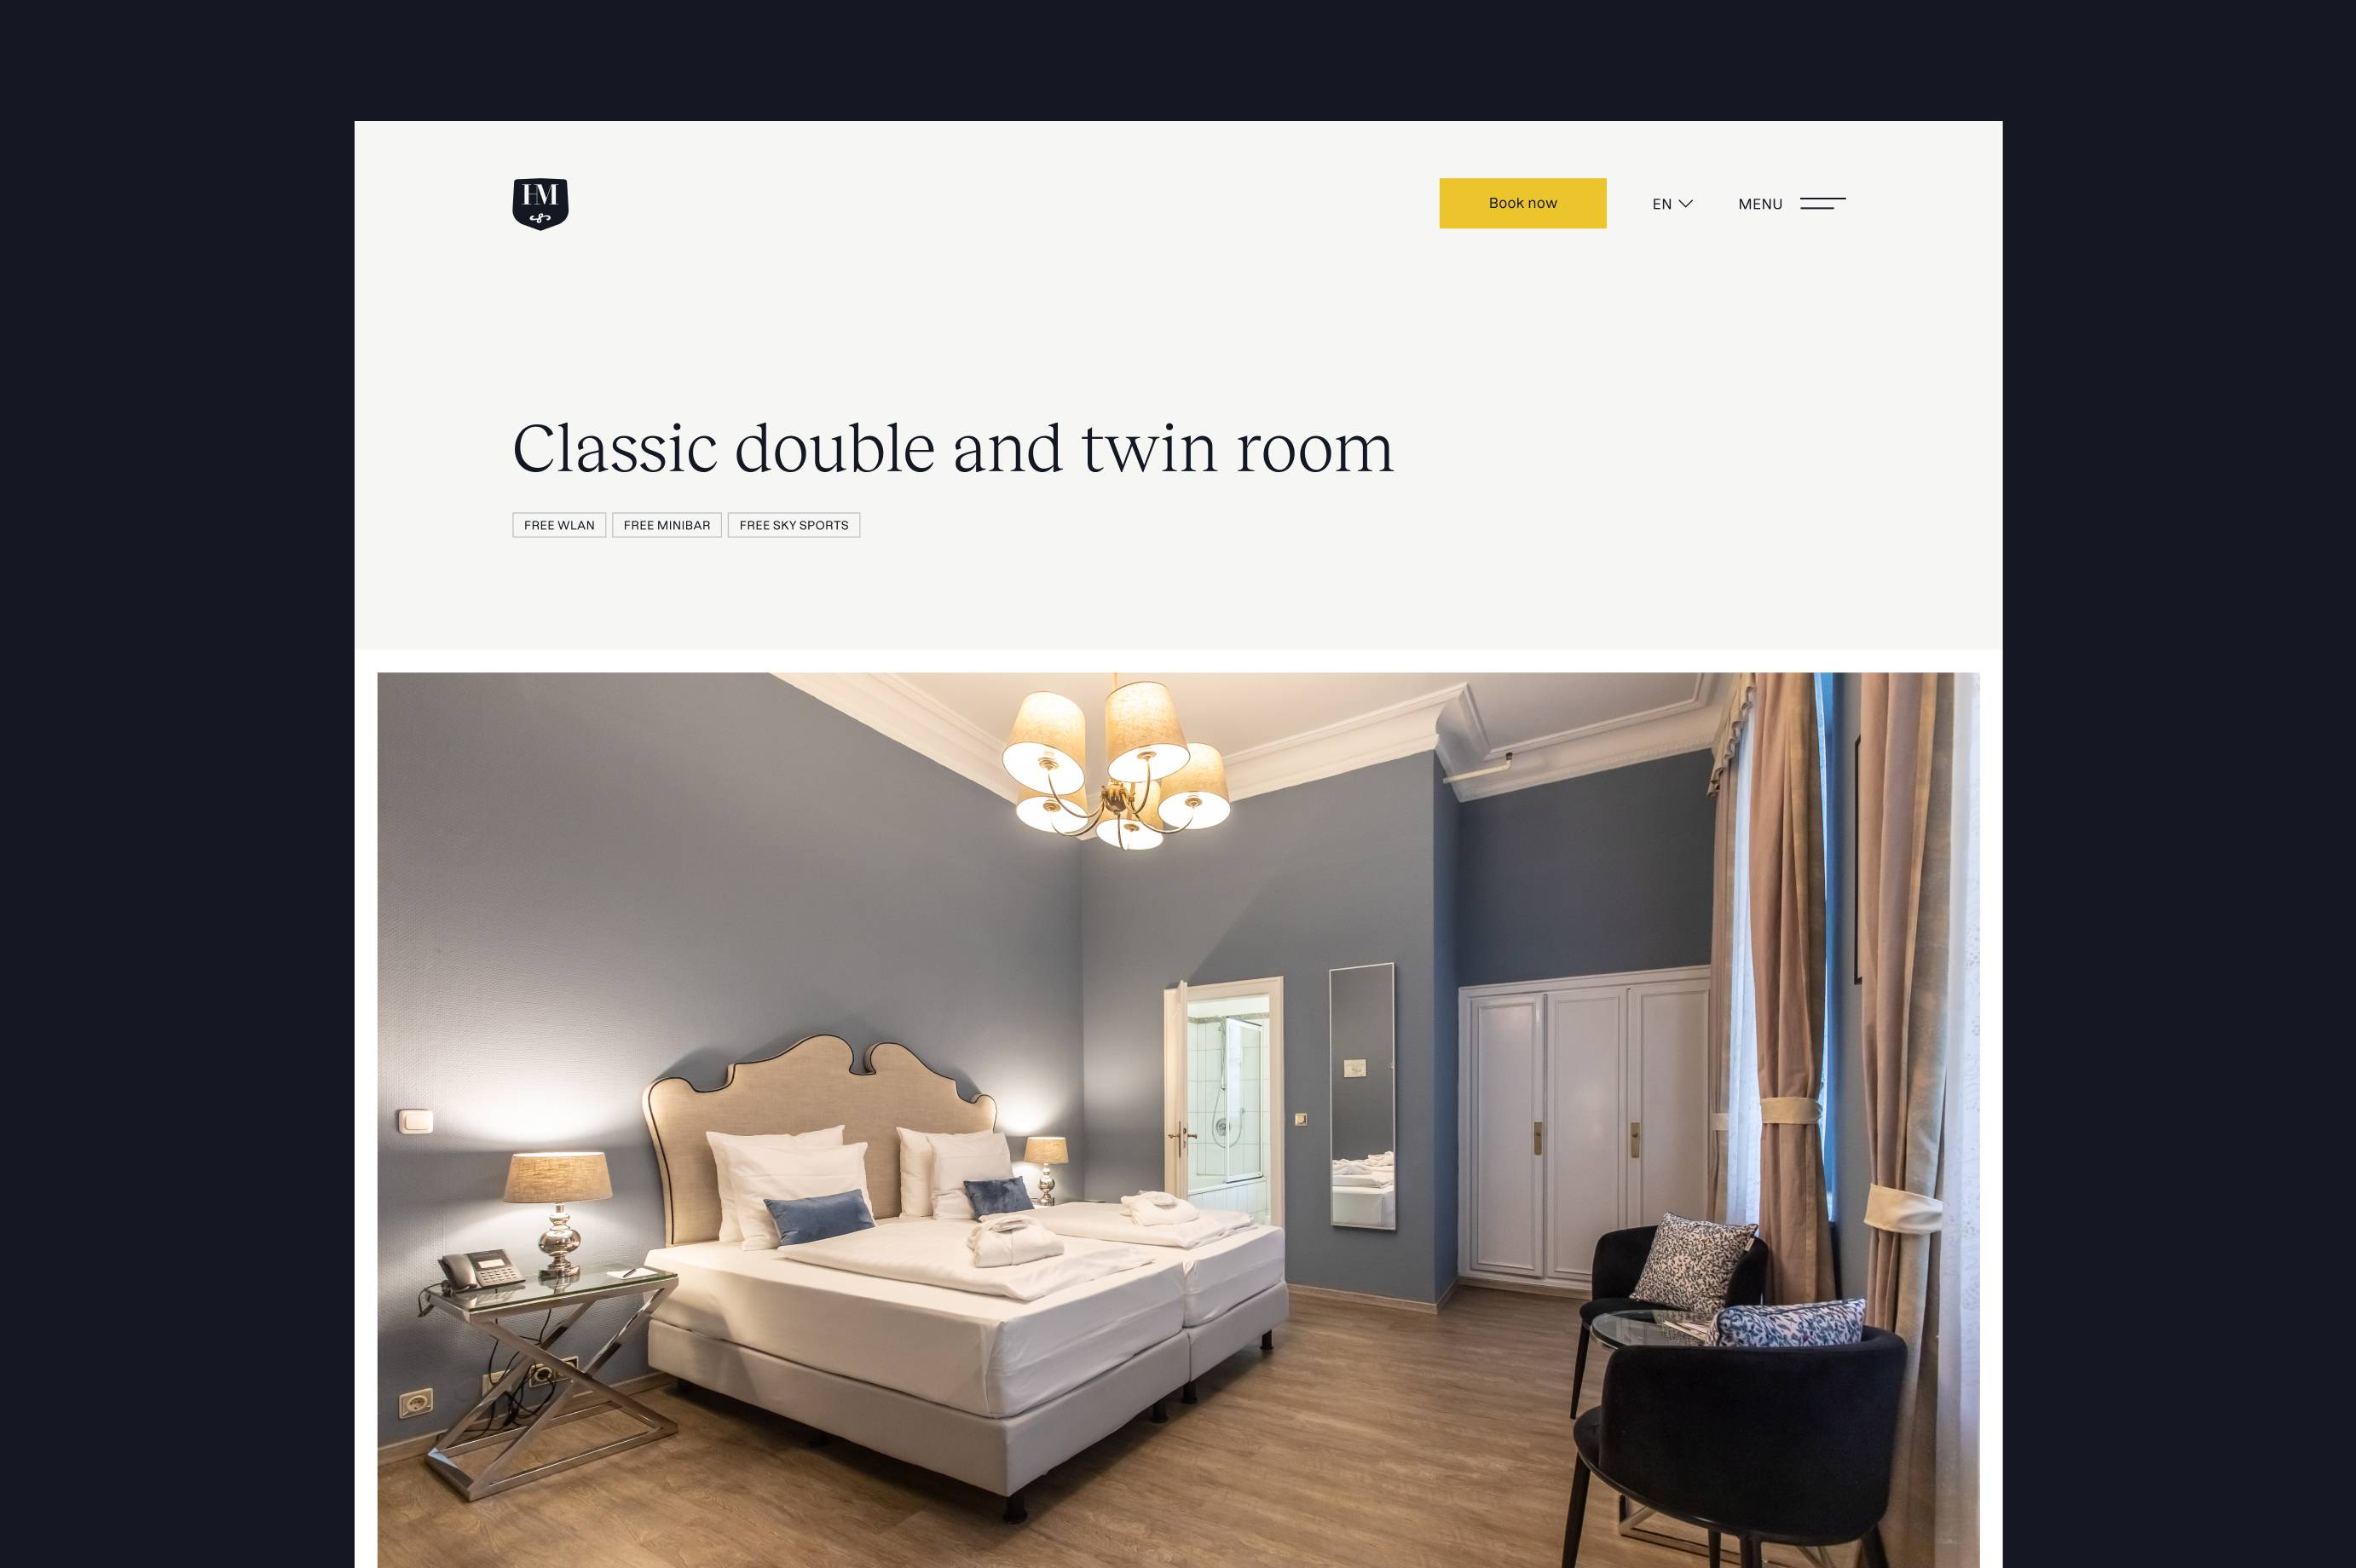 HM
Book now
EN
MENU
Classic double and twin room
FREE WLAN
FREE MINIBAR
FREE SKY SPORTS